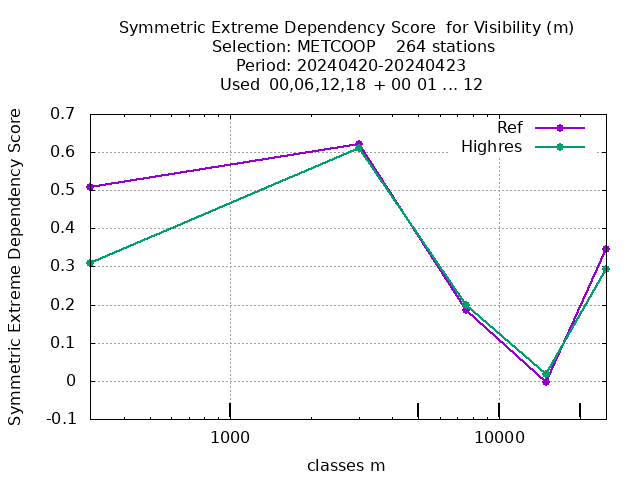 Symmetric Extreme Dependency Score  for Visibility (m)
Selection: METCOOP    264 stations
Period: 20240420-20240423
Used  00,06,12,18  + 00 01 ... 12
Symmetric Extreme Dependency Score
0.7
0.6
0.5
0.4
0.3
0.2
0.1
0
-0.1
Ref
Highres
1000
10000
classes m